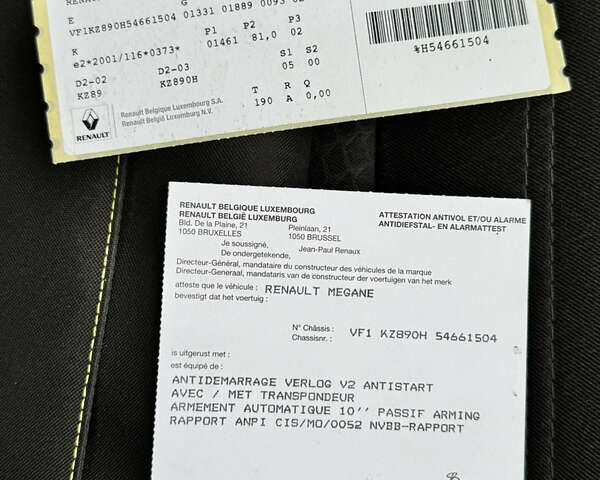 RENAULT G
E
VF1KZ890H54661504 01331 01889 0093 02
K P1 P2 P3
e2*2001/116*0373* 01461 81,0 02
D2-02 D2-03 S1 S2
KZ89 KZ890H 05 00
T R Q
190 A 0,00
RENAULT
Renault Belgique Luxembourg S.A.
Renault België Luxemburg N.V.
*H54661504
RENAULT BELGIQUE LUXEMBOURG
RENAULT BELGIË LUXEMBURG
Bld. De la Plaine, 21 Pleinlaan, 21
1050 BRUXELLES 1050 BRUSSEL
ATTESTATION ANTIVOL ET/OU ALARME
ANTIDIEFSTAL- EN ALARMATTEST
Je soussigné, Jean-Paul Renaux
De ondergetekende,
Directeur-Général, mandataire du constructeur des véhicules de la marque
Directeur-Generaal, mandataris van de constructeur der voertuigen van het merk
atteste que le véhicule : RENAULT MEGANE
bevestigt dat het voertuig :
N° Châssis : VF1 KZ890H 54661504
Chassisnr. :
is uitgerust met :
est équipé de :
ANTIDEMARRAGE VERLOG V2 ANTISTART
AVEC / MET TRANSPONDEUR
ARMEMENT AUTOMATIQUE 10'' PASSIF ARMING
RAPPORT ANPI CIS/MO/0052 NVBB-RAPPORT